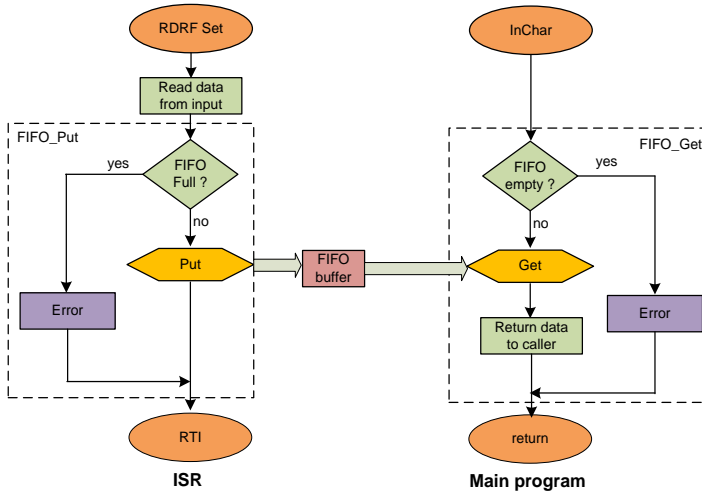 RDRF Set
Read data
from input
FIFO_Put
yes
FIFO
Full ?
no
Put
Error
RTI
ISR
FIFO
buffer
InChar
FIFO_Get
FIFO
empty ?
yes
no
Get
Return data
to caller
Error
return
Main program